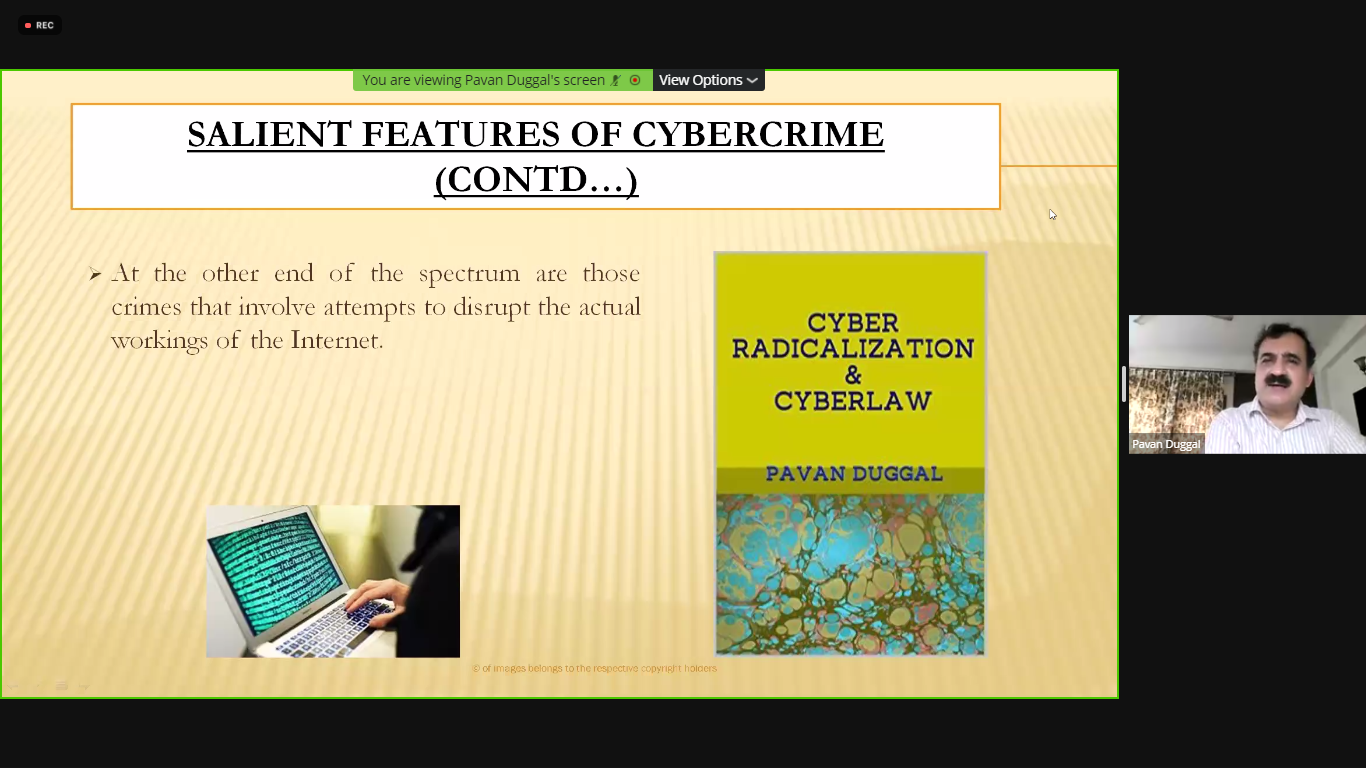 REC
You are viewing Pavan Duggal's screen
View Options
SALIENT FEATURES OF CYBERCRIME
(CONTD…)
➤ At the other end of the spectrum are those
crimes that involve attempts to disrupt the actual
workings of the Internet.
CYBER
RADICALIZATION
&
CYBERLAW
PAVAN DUGGAL
© of images belongs to the respective copyright holders
Pavan Duggal